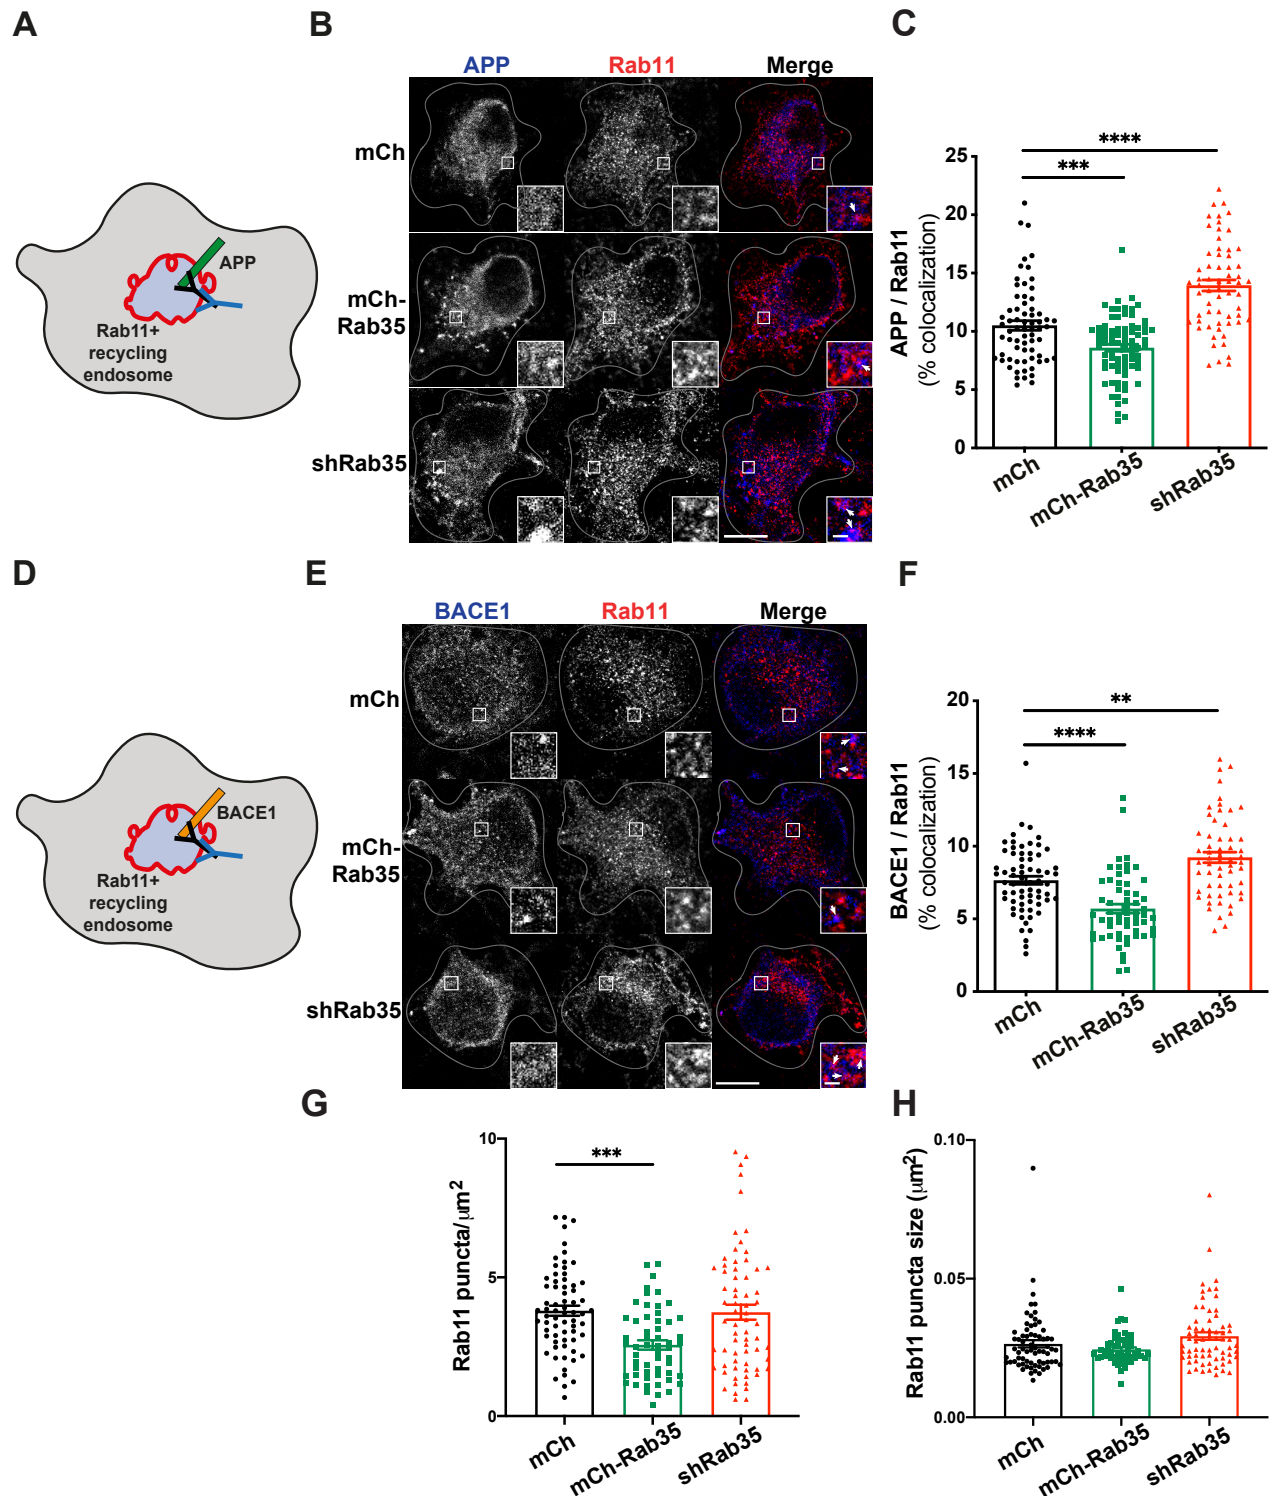 A
APP
Rab11+
recycling
endosome
B
APP Rab11 Merge
mCh
mCh-
Rab35
shRab35
C
APP / Rab11
(% colocalization)
25
20
15
10
5
0
****
***
mCh
mCh-Rab35
shRab35
D
BACE1
Rab11+
recycling
endosome
E
BACE1 Rab11 Merge
mCh
mCh-
Rab35
shRab35
F
BACE1 / Rab11
(% colocalization)
20
15
10
5
0
**
****
mCh
mCh-Rab35
shRab35
G
Rab11 puncta/μm²
10
5
0
***
mCh
mCh-Rab35
shRab35
H
Rab11 puncta size (μm²)
0.10
0.05
0.00
mCh
mCh-Rab35
shRab35